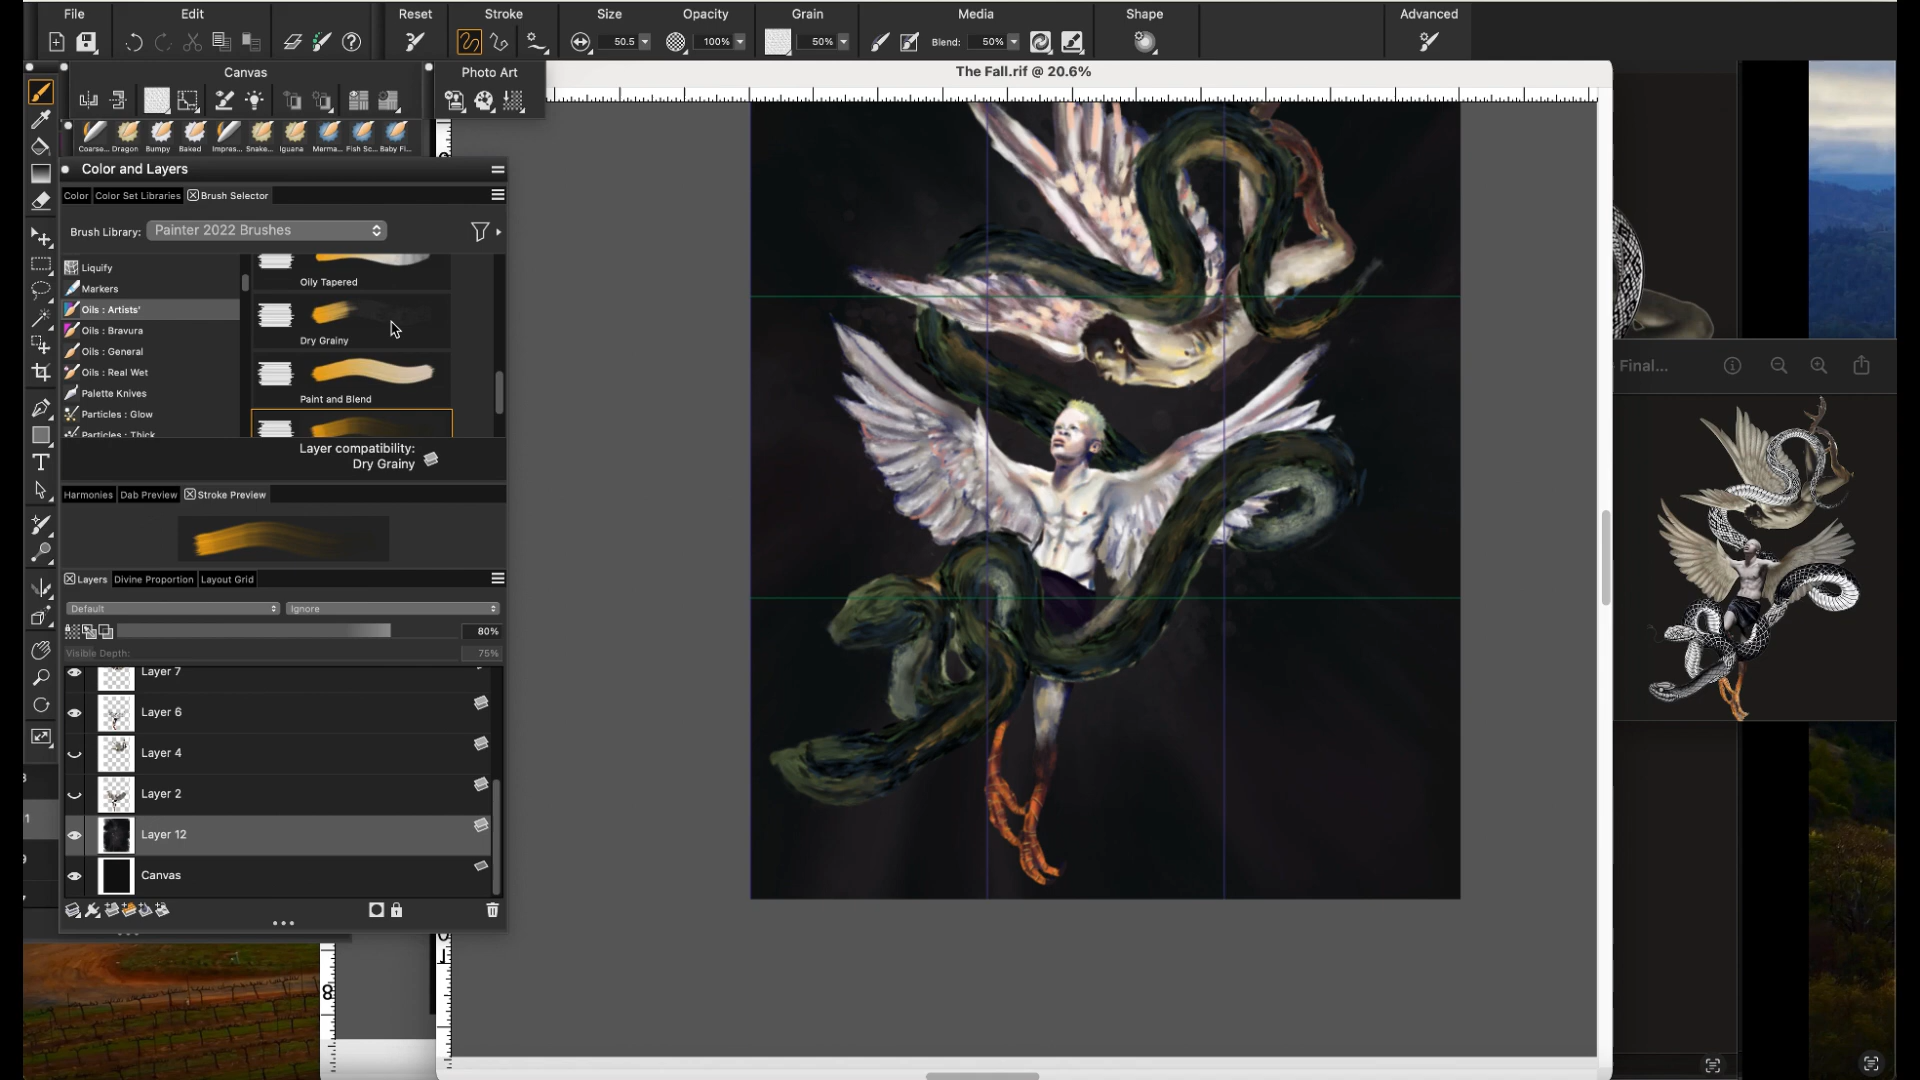 File Edit Reset Stroke Size Opacity Grain Media Shape Advanced
50.5 100% 50% Blend: 50%
Canvas Photo Art
The Fall.rif @ 20.6%
Coarse... Dragon Bumpy Baked Impres... Snake... Iguana Merma... Fish Sc... Baby Fi...
Color and Layers
Color Color Set Libraries Brush Selector
Brush Library: Painter 2022 Brushes
Liquify
Markers
Oils : Artists'
Oils : Bravura
Oils : General
Oils : Real Wet
Palette Knives
Particles : Glow
Particles : Thick
Oily Tapered
Dry Grainy
Paint and Blend
Layer compatibility:
Dry Grainy
Harmonies Dab Preview Stroke Preview
Layers Divine Proportion Layout Grid
Default Ignore
80%
Visible Depth: 75%
Layer 7
Layer 6
Layer 4
Layer 2
Layer 12
Canvas
8
Final...